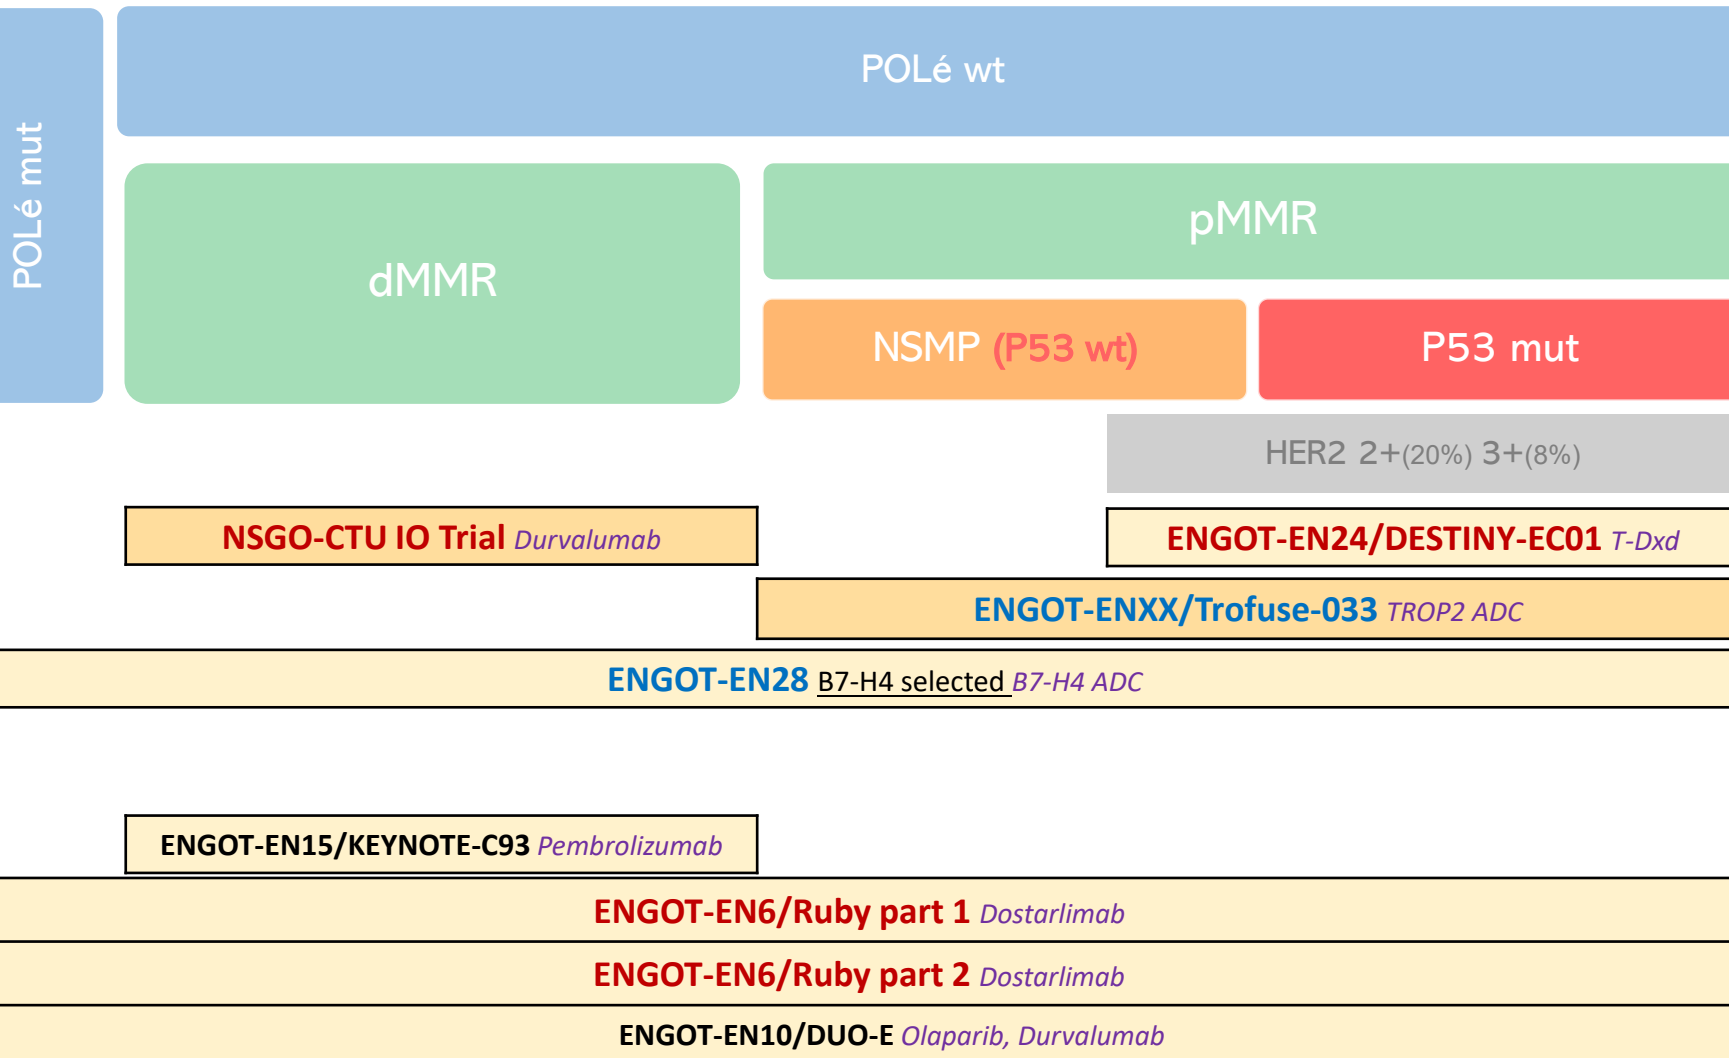 POLé mut
POLé wt
dMMR
pMMR
NSMP (P53 wt)
P53 mut
HER2 2+(20%) 3+(8%)
NSGO-CTU IO Trial Durvalumab
ENGOT-EN24/DESTINY-EC01 T-Dxd
ENGOT-ENXX/Trofuse-033 TROP2 ADC
ENGOT-EN28 B7-H4 selected B7-H4 ADC
ENGOT-EN15/KEYNOTE-C93 Pembrolizumab
ENGOT-EN6/Ruby part 1 Dostarlimab
ENGOT-EN6/Ruby part 2 Dostarlimab
ENGOT-EN10/DUO-E Olaparib, Durvalumab